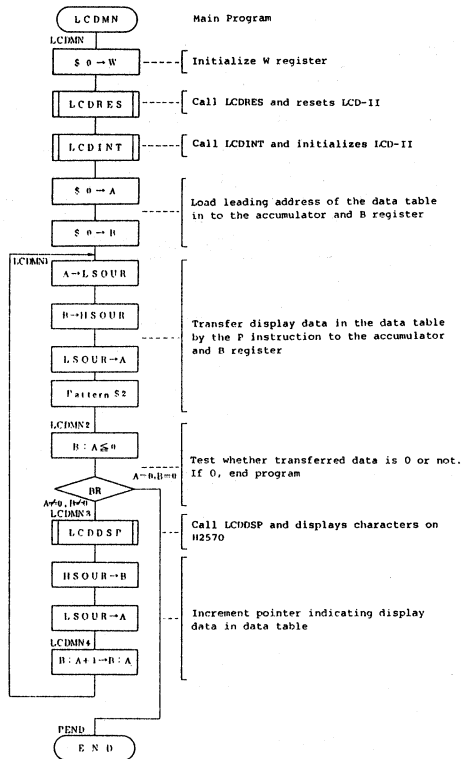 LCDMN
Main Program
LCDMN
$0→W
Initialize W register
LCDRES
Call LCDRES and resets LCD-II
LCDINT
Call LCDINT and initializes LCD-II
$0→A
Load leading address of the data table
in to the accumulator and B register
$0→B
LCDMN1
A→LSOUR
B→HSOUR
Transfer display data in the data table
by the P instruction to the accumulator
and B register
LSOUR→A
Pattern $2
LCDMN2
B:A≦0
Test whether transferred data is 0 or not.
If 0, end program
A=0,B=0
BR
A≠0,B≠0
LCDMN3
LCDDSP
Call LCDDSP and displays characters on
H2570
HSOUR→B
LSOUR→A
Increment pointer indicating display
data in data table
LCDMN4
B:A+1→B:A
PEND
END